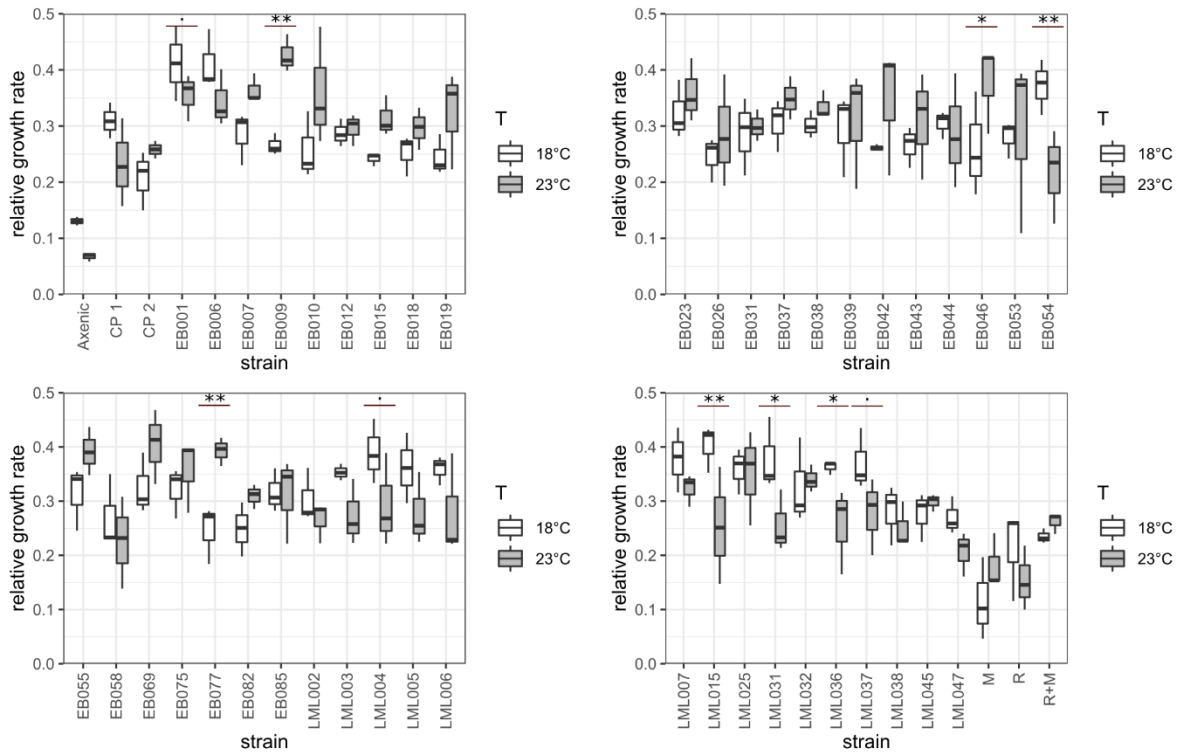 relative growth rate
0.5
0.4
0.3
0.2
0.1
0.0
. **
Axenic
CP 1
CP 2
EB001
EB006
EB007
EB009
EB010
EB012
EB015
EB018
EB019
strain
T
18°C
23°C
relative growth rate
0.5
0.4
0.3
0.2
0.1
0.0
* **
EB023
EB026
EB031
EB037
EB038
EB039
EB042
EB043
EB044
EB046
EB053
EB054
strain
T
18°C
23°C
relative growth rate
0.5
0.4
0.3
0.2
0.1
0.0
** .
EB055
EB058
EB069
EB075
EB077
EB082
EB085
LML002
LML003
LML004
LML005
LML006
strain
T
18°C
23°C
relative growth rate
0.5
0.4
0.3
0.2
0.1
0.0
** * * .
LML007
LML015
LML025
LML031
LML032
LML036
LML037
LML038
LML045
LML047
M
R
R+M
strain
T
18°C
23°C